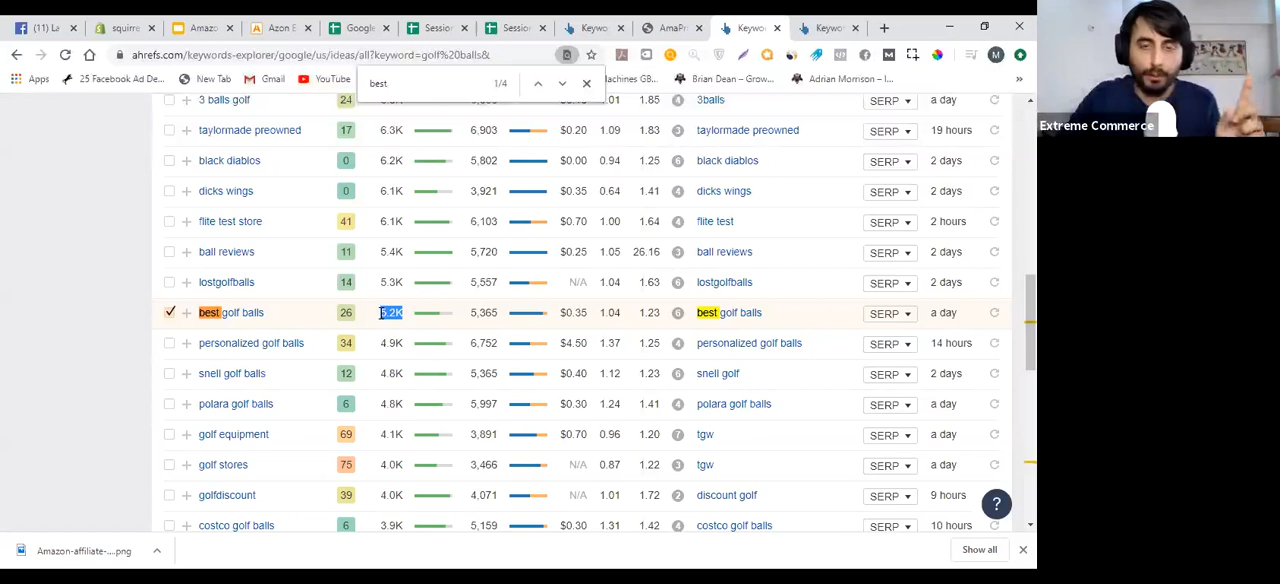 (11) La
squirre
Amazo
Azon E
Google
Session
Session
Keywo
AmaPr
Keywo
Keywo
ahrefs.com/keywords-explorer/google/us/ideas/all?keyword=golf%20balls&
Apps
25 Facebook Ad De...
New Tab
Gmail
YouTube
best 1/4
Machines GB...
Brian Dean – Grow...
Adrian Morrison – I...
Extreme Commerce
3 balls golf 24 1.85 4 3balls SERP a day
taylormade preowned 17 6.3K 6,903 $0.20 1.09 1.83 3 taylormade preowned SERP 19 hours
black diablos 0 6.2K 5,802 $0.00 0.94 1.25 6 black diablos SERP 2 days
dicks wings 0 6.1K 3,921 $0.35 0.64 1.41 4 dicks wings SERP 2 days
flite test store 41 6.1K 6,103 $0.70 1.00 1.64 4 flite test SERP 2 hours
ball reviews 11 5.4K 5,720 $0.25 1.05 26.16 3 ball reviews SERP 2 days
lostgolfballs 14 5.3K 5,557 N/A 1.04 1.63 6 lostgolfballs SERP 2 days
best golf balls 26 5.2K 5,365 $0.35 1.04 1.23 6 best golf balls SERP a day
personalized golf balls 34 4.9K 6,752 $4.50 1.37 1.25 4 personalized golf balls SERP 14 hours
snell golf balls 12 4.8K 5,365 $0.40 1.12 1.23 6 snell golf SERP 2 days
polara golf balls 6 4.8K 5,997 $0.30 1.24 1.41 4 polara golf balls SERP a day
golf equipment 69 4.1K 3,891 $0.70 0.96 1.20 7 tgw SERP a day
golf stores 75 4.0K 3,466 N/A 0.87 1.22 3 tgw SERP a day
golfdiscount 39 4.0K 4,071 N/A 1.01 1.72 2 discount golf SERP 9 hours
costco golf balls 6 3.9K 5,159 $0.30 1.31 1.42 4 costco golf balls SERP 10 hours
?
Amazon-affiliate-....png
Show all